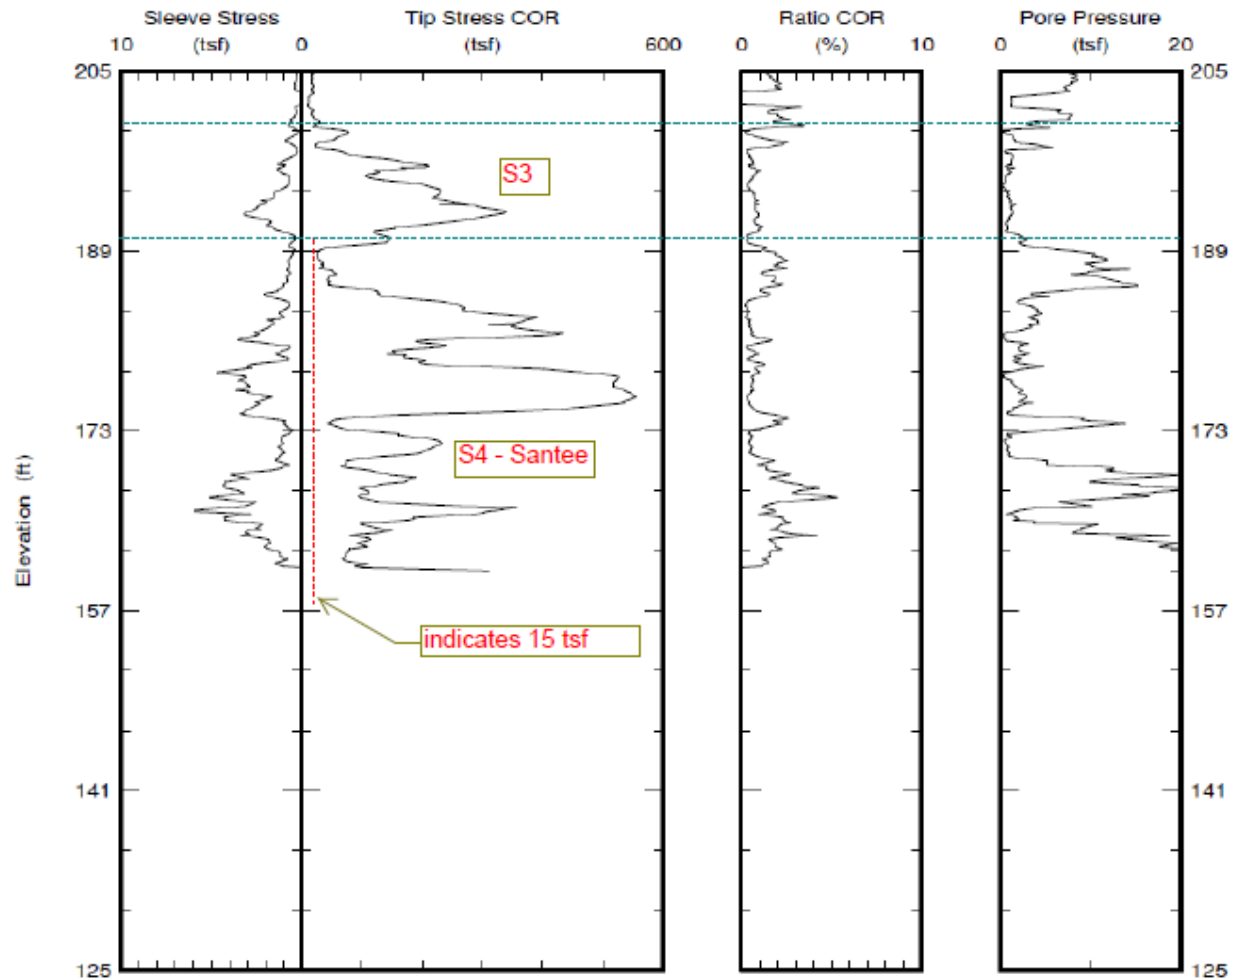 Sleeve Stress Tip Stress COR Ratio COR Pore Pressure
10 (tsf) 0 (tsf) 600 0 (%) 10 0 (tsf) 20
205 205
S3
189 189
173 173
S4 - Santee
Elevation (ft)
157 157
indicates 15 tsf
141 141
125 125